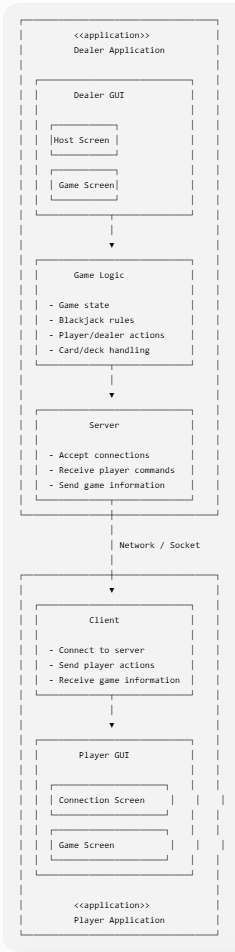 <<application>>
Dealer Application
Dealer GUI
Host Screen
Game Screen
Game Logic
- Game state
- Blackjack rules
- Player/dealer actions
- Card/deck handling
Server
- Accept connections
- Receive player commands
- Send game information
Network / Socket
Client
- Connect to server
- Send player actions
- Receive game information
Player GUI
Connection Screen
Game Screen
<<application>>
Player Application